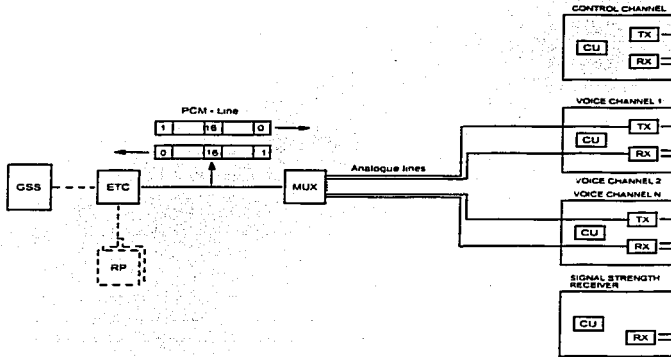 CONTROL CHANNEL
CU
TX
RX
PCM - Line
1 16 0
0 16 1
VOICE CHANNEL 1
TX
CU
RX
Analogue lines
GSS
ETC
MUX
VOICE CHANNEL 2
VOICE CHANNEL N
TX
CU
RX
RP
SIGNAL STRENGTH
RECEIVER
CU
RX